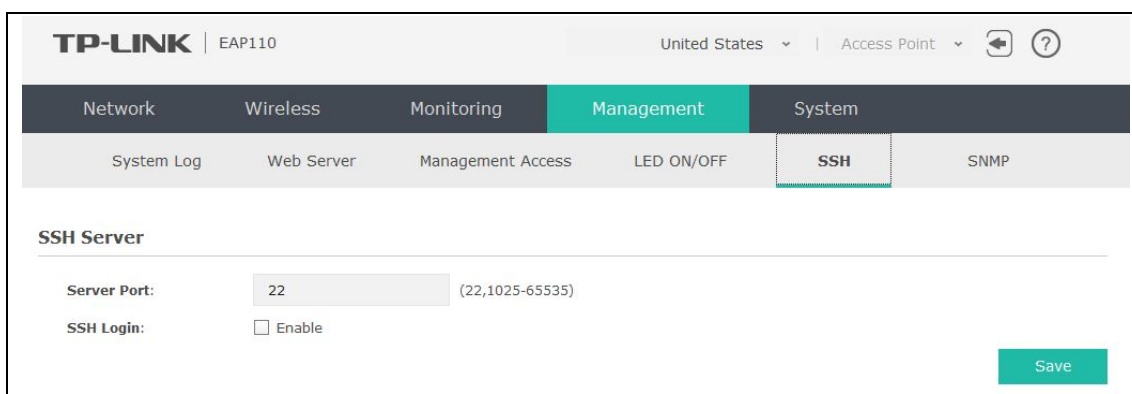 TP-LINK | EAP110 United States | Access Point ?
Network Wireless Monitoring Management System
System Log Web Server Management Access LED ON/OFF SSH SNMP
SSH Server
Server Port: 22 (22,1025-65535)
SSH Login: Enable
Save